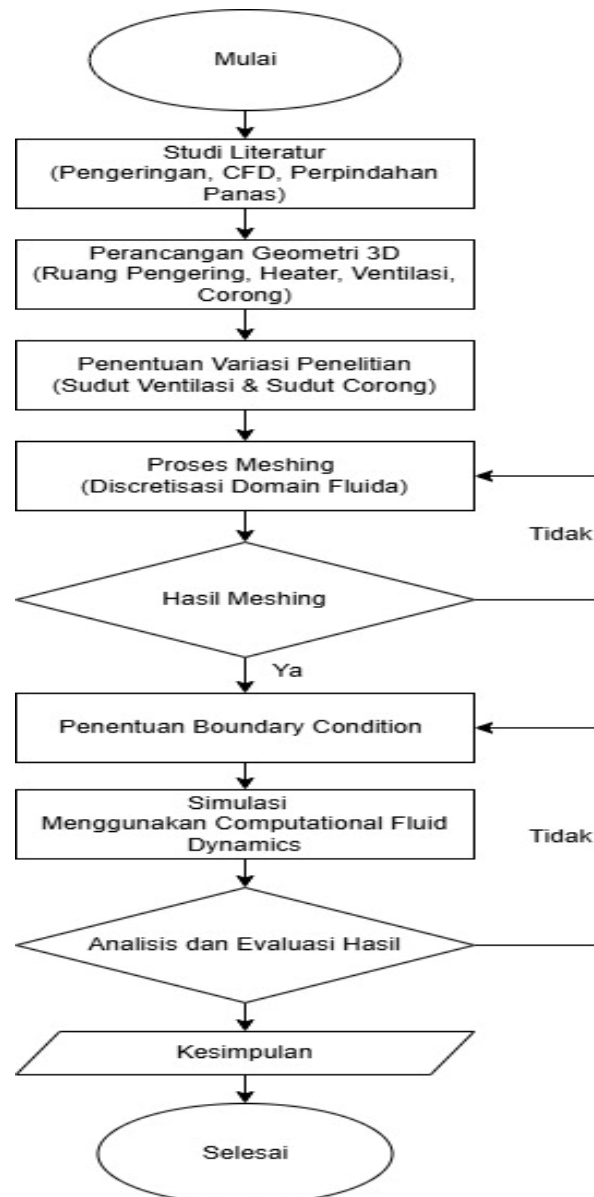 Mulai
Studi Literatur
(Pengeringan, CFD, Perpindahan
Panas)
Perancangan Geometri 3D
(Ruang Pengering, Heater, Ventilasi,
Corong)
Penentuan Variasi Penelitian
(Sudut Ventilasi & Sudut Corong)
Proses Meshing
(Discretisasi Domain Fluida)
Tidak
Hasil Meshing
Ya
Penentuan Boundary Condition
Simulasi
Menggunakan Computational Fluid
Dynamics
Tidak
Analisis dan Evaluasi Hasil
Kesimpulan
Selesai